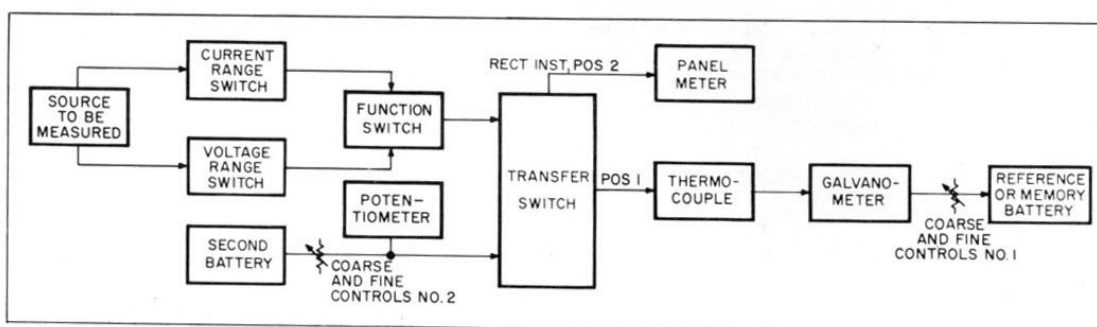 CURRENT
RANGE
SWITCH
SOURCE
TO BE
MEASURED
VOLTAGE
RANGE
SWITCH
FUNCTION
SWITCH
POTEN-
TIOMETER
SECOND
BATTERY
COARSE
AND FINE
CONTROLS NO. 2
RECT INST, POS 2
PANEL
METER
TRANSFER
SWITCH
POS 1
THERMO-
COUPLE
GALVANO-
METER
REFERENCE
OR MEMORY
BATTERY
COARSE
AND FINE
CONTROLS NO. 1